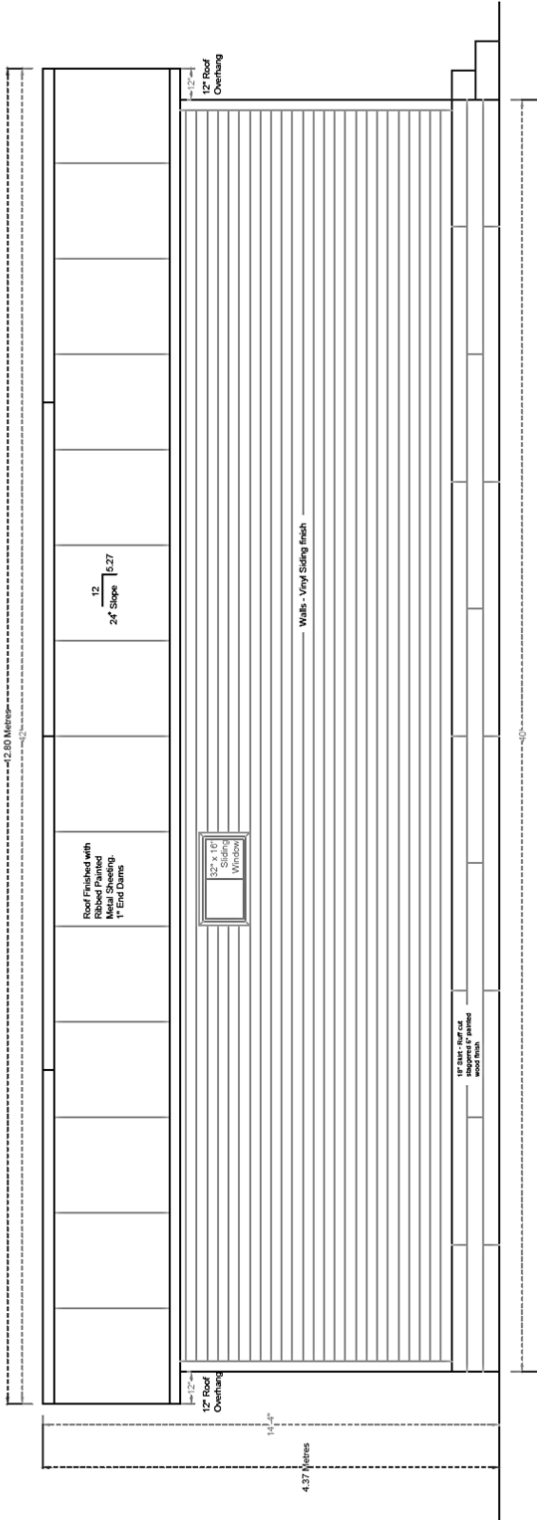 12.80 Metres
42'
12" Roof
Overhang
12"
12
5.27
24° Slope
Roof Finished with
Ribbed Painted
Metal Sheeting.
1" End Dams
32" x 16"
Sliding
Window
Walls - Vinyl Siding finish
18" Skirt - Ruff cut
staggered 6" painted
wood finish
40'
12"
12" Roof
Overhang
14'-4"
4.37 Metres